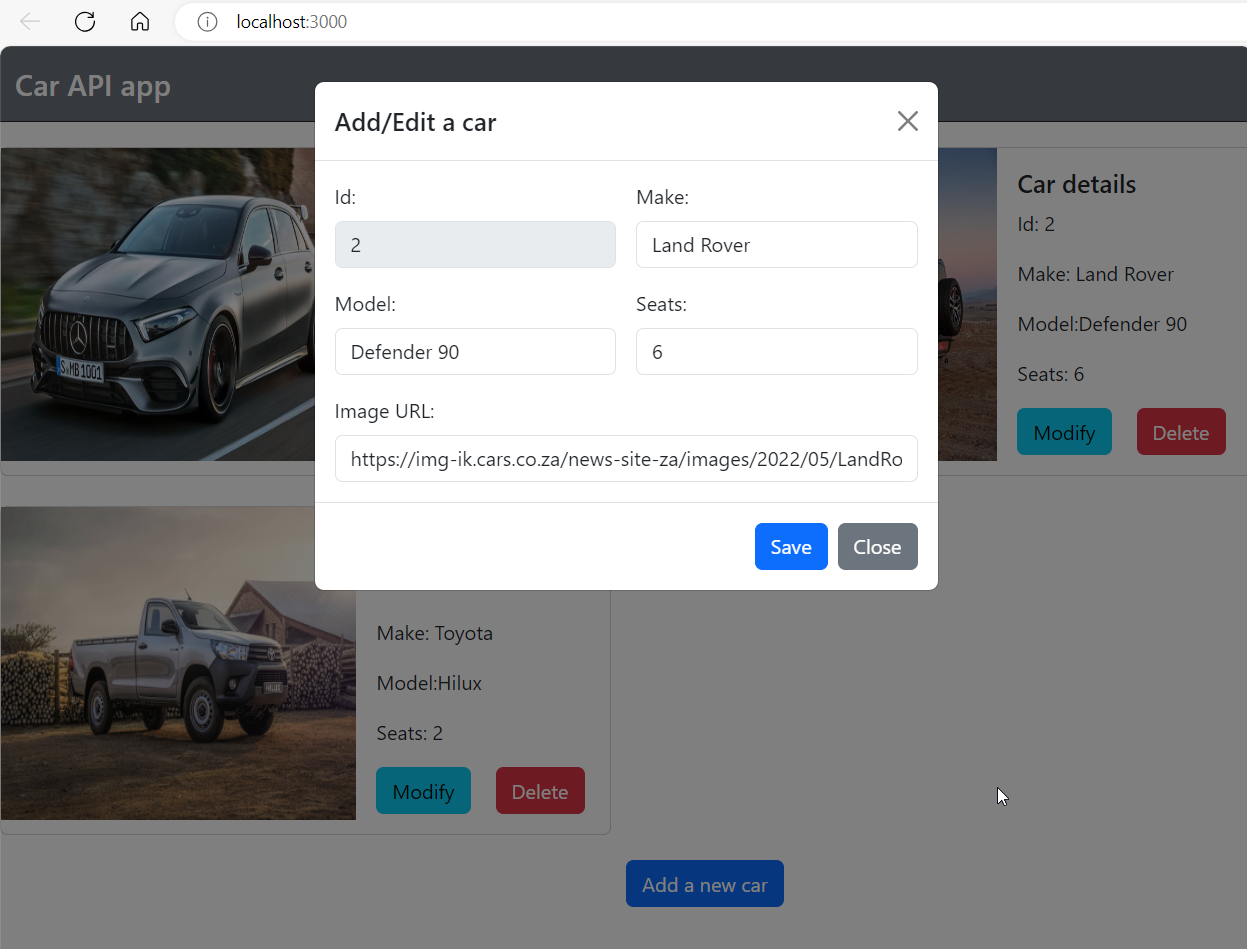 localhost:3000
Car API app
Add/Edit a car
Id:
Make:
2
Land Rover
Model:
Seats:
Defender 90
6
Image URL:
https://img-ik.cars.co.za/news-site-za/images/2022/05/LandRo
Save
Close
S MB 1001
Car details
Id: 2
Make: Land Rover
Model:Defender 90
Seats: 6
Modify
Delete
HILUX
Make: Toyota
Model:Hilux
Seats: 2
Modify
Delete
Add a new car